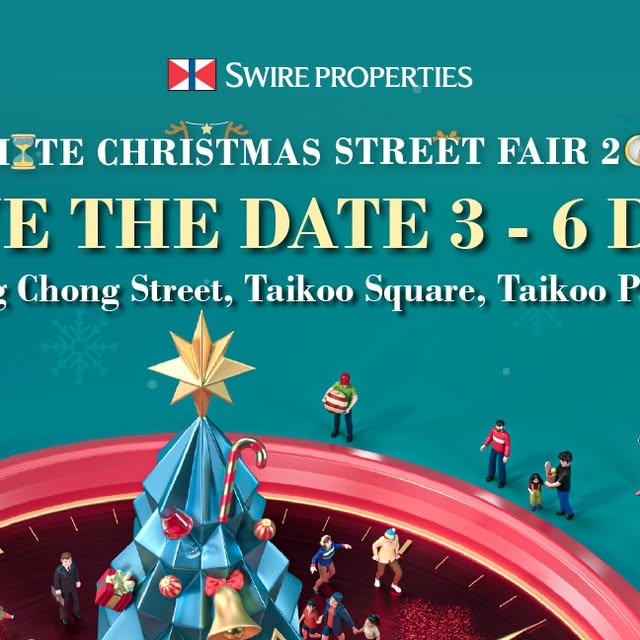 SWIRE PROPERTIES
TE CHRISTMAS STREET FAIR 2
THE DATE 3 - 6
Chong Street, Taikoo Square, Taikoo